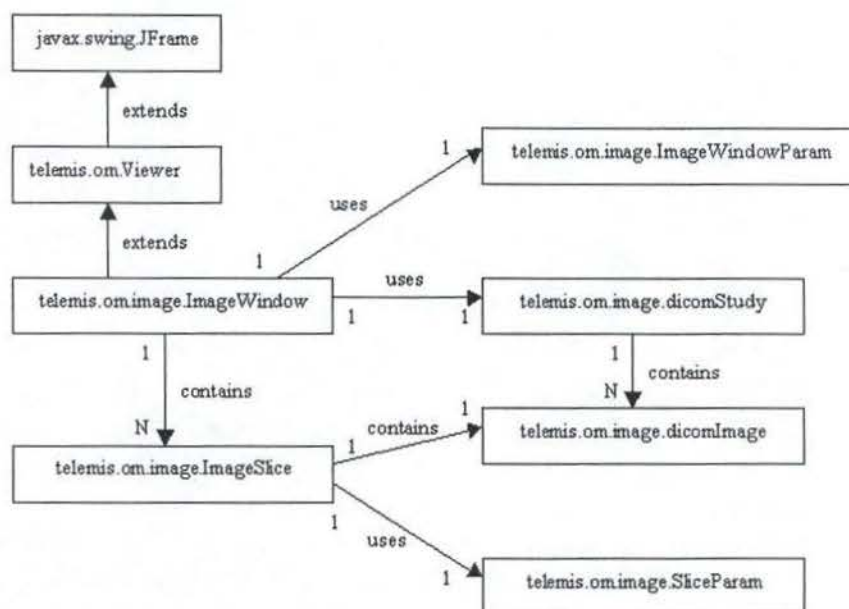 javax.swing.JFrame
extends
telemis.om.Viewer
1
telemis.om.image.ImageWindowParam
uses
extends
1
telemis.om.image.ImageWindow
uses
telemis.om.image.dicomStudy
1
1
1
1
contains
contains
N
N
1
telemis.om.image.dicomImage
contains
1
telemis.om.image.ImageSlice
1
uses
1
telemis.om.image.SliceParam